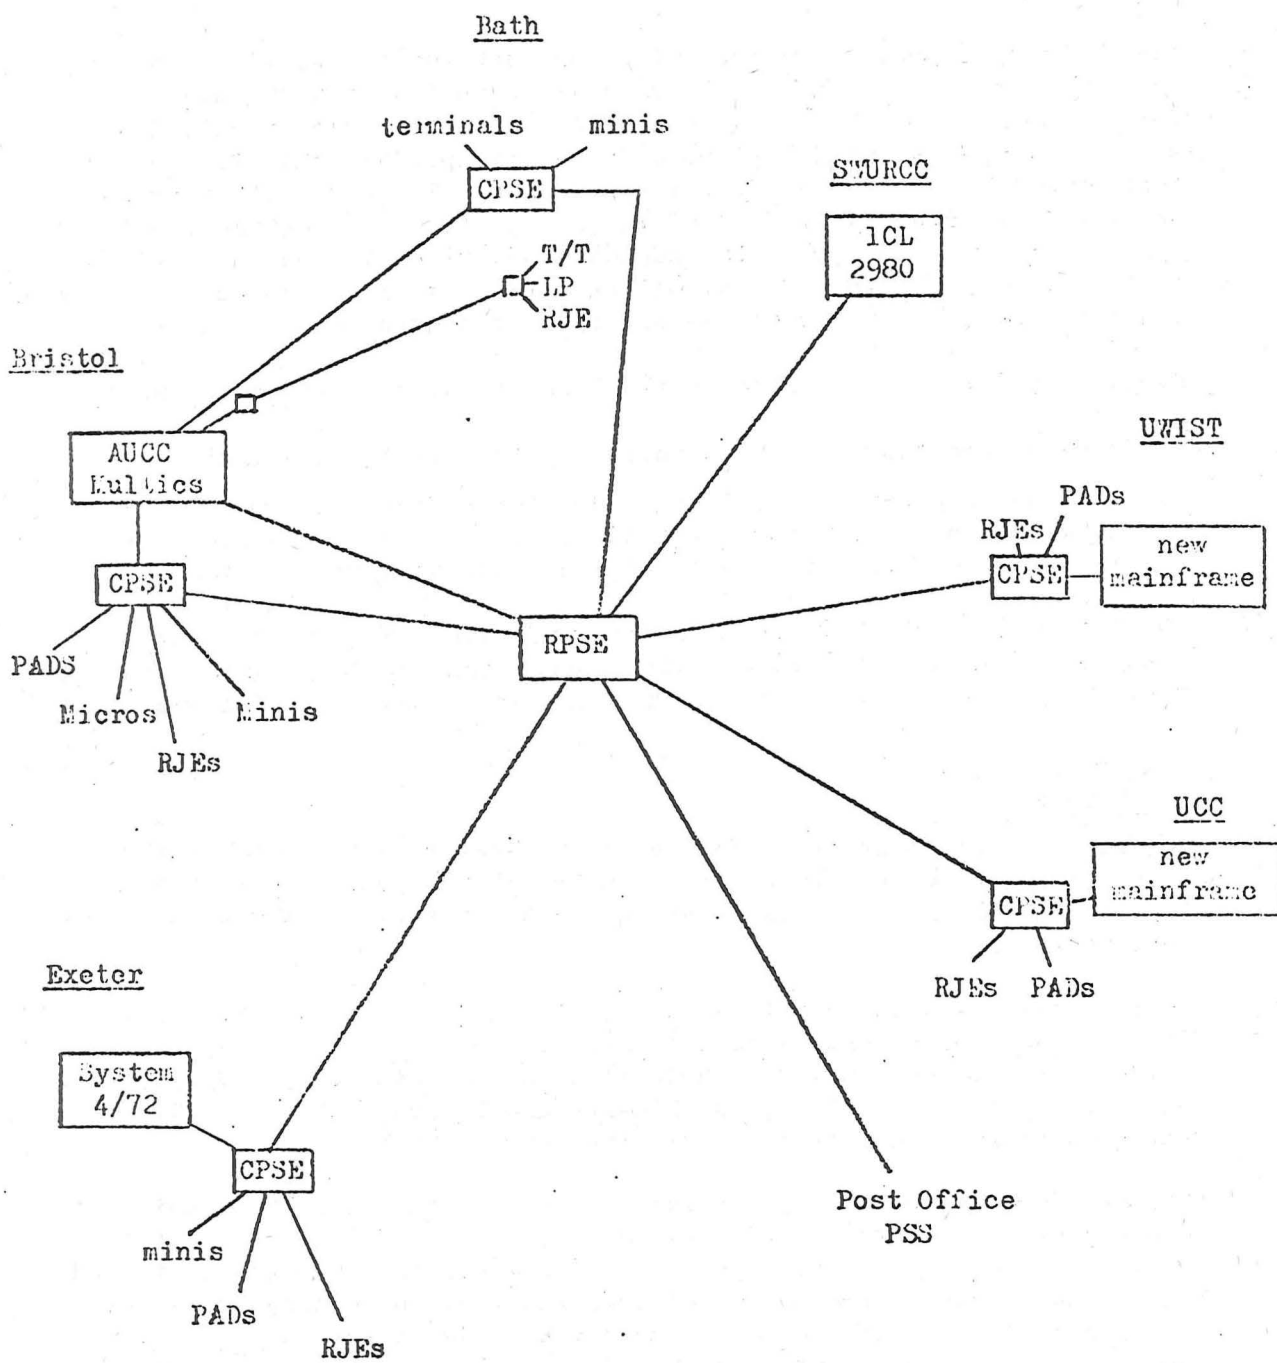 Bath
terminals
minis
CPSE
SWURCC
ICL
2980
T/T
LP
RJE
Bristol
AUCC
Multics
UWIST
PADs
RJEs
CPSE
new
mainframe
CPSE
RPSE
PADS
Micros
Minis
RJEs
UCC
new
mainframe
CPSE
RJEs
PADs
Exeter
System
4/72
CPSE
minis
PADs
RJEs
Post Office
PSS